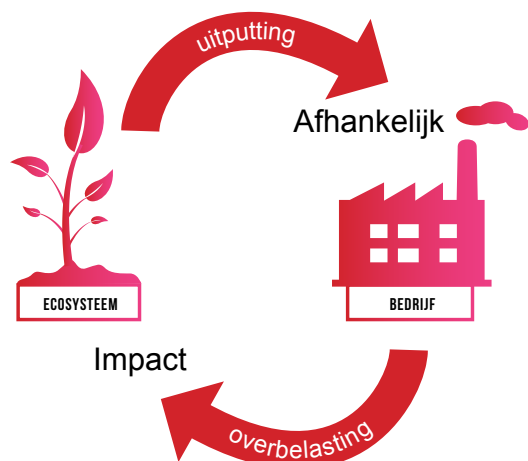 uitputting
Afhankelijk
ECOSYSTEEM
BEDRIJF
Impact
overbelasting